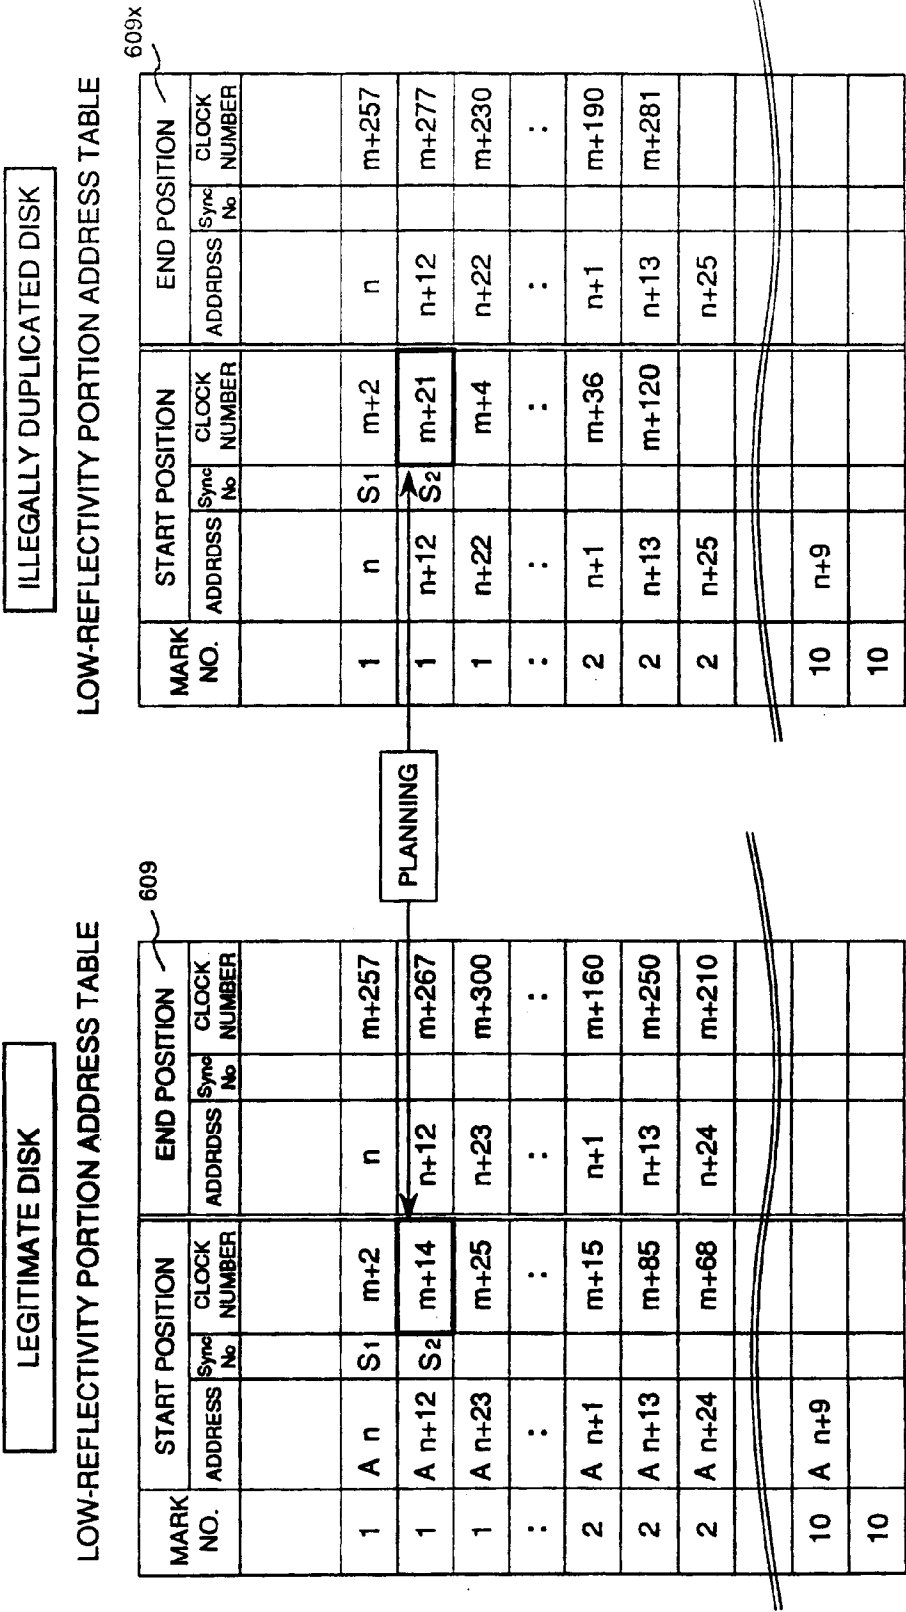 LEGITIMATE DISK
LOW-REFLECTIVITY PORTION ADDRESS TABLE
609
MARK NO. START POSITION END POSITION
ADDRESS Sync No CLOCK NUMBER ADDRDSS Sync No CLOCK NUMBER
1 A n S1 m+2 n m+257
1 A n+12 S2 m+14 n+12 m+267
1 A n+23 m+25 n+23 m+300
: : : : :
2 A n+1 m+15 n+1 m+160
2 A n+13 m+85 n+13 m+250
2 A n+24 m+68 n+24 m+210
10 A n+9
10
PLANNING
ILLEGALLY DUPLICATED DISK
LOW-REFLECTIVITY PORTION ADDRESS TABLE
609x
MARK NO. START POSITION END POSITION
ADDRDSS Sync No CLOCK NUMBER ADDRDSS Sync No CLOCK NUMBER
1 n S1 m+2 n m+257
1 n+12 S2 m+21 n+12 m+277
1 n+22 m+4 n+22 m+230
: : : : :
2 n+1 m+36 n+1 m+190
2 n+13 m+120 n+13 m+281
2 n+25 n+25
10 n+9
10